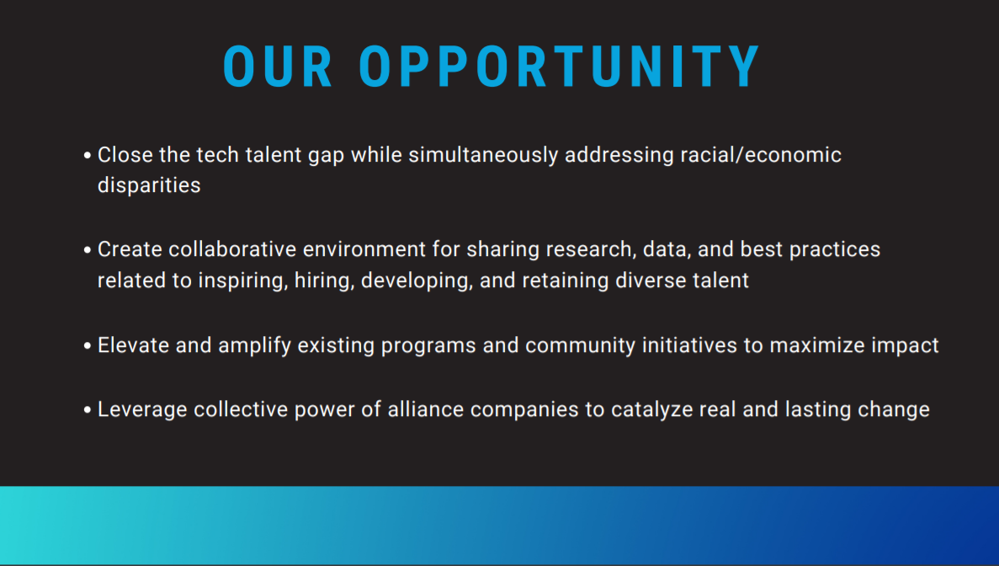 OUR OPPORTUNITY
• Close the tech talent gap while simultaneously addressing racial/economic
disparities
• Create collaborative environment for sharing research, data, and best practices
related to inspiring, hiring, developing, and retaining diverse talent
• Elevate and amplify existing programs and community initiatives to maximize impact
• Leverage collective power of alliance companies to catalyze real and lasting change